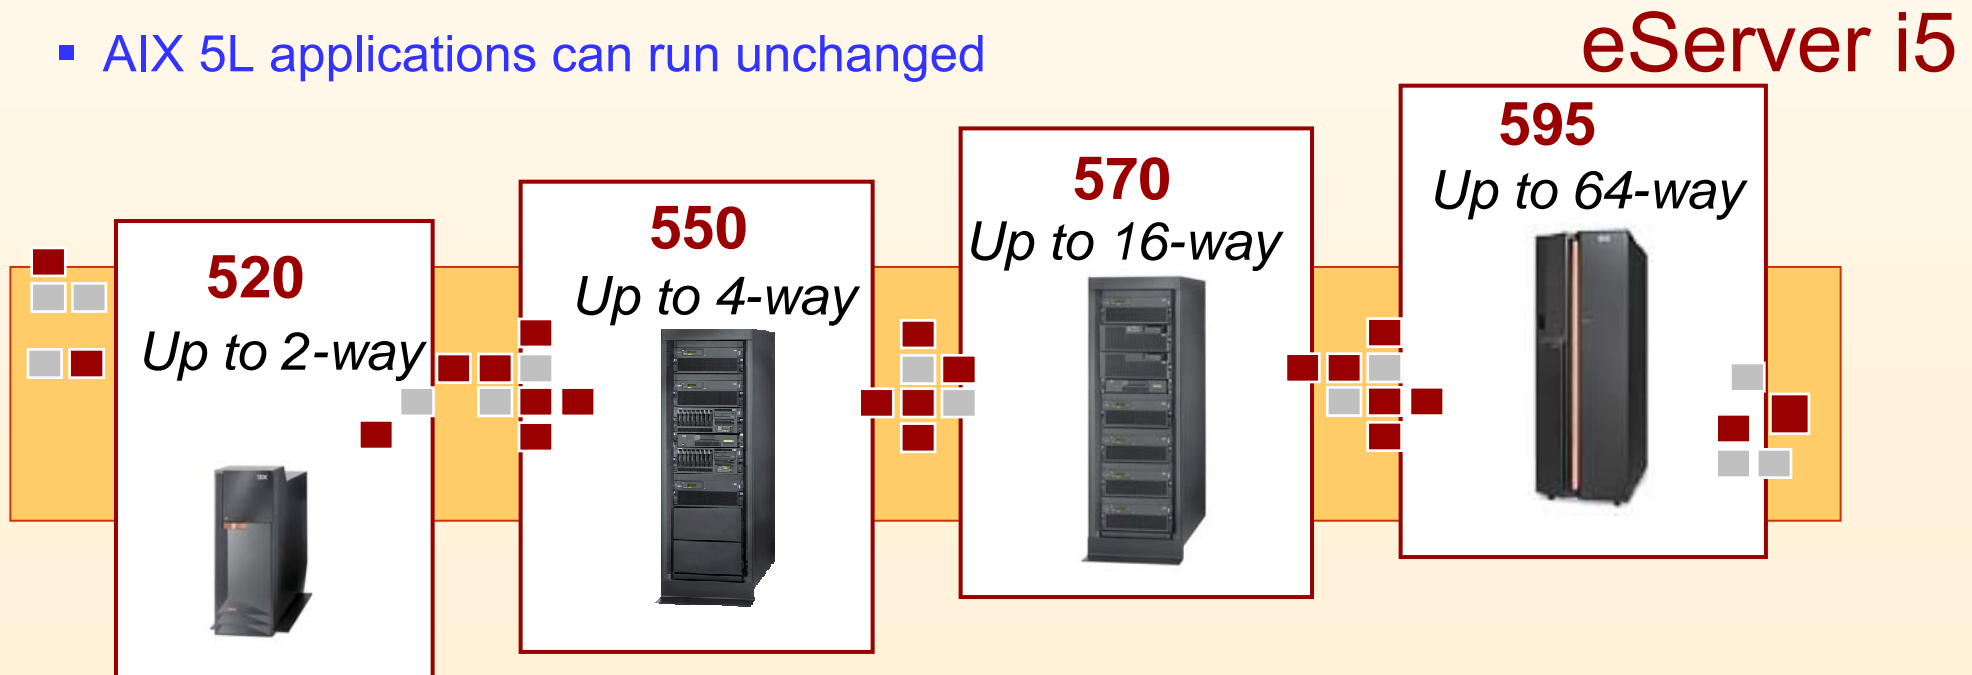 ▪ AIX 5L applications can run unchanged
eServer i5
520
Up to 2-way
550
Up to 4-way
570
Up to 16-way
595
Up to 64-way
IBM